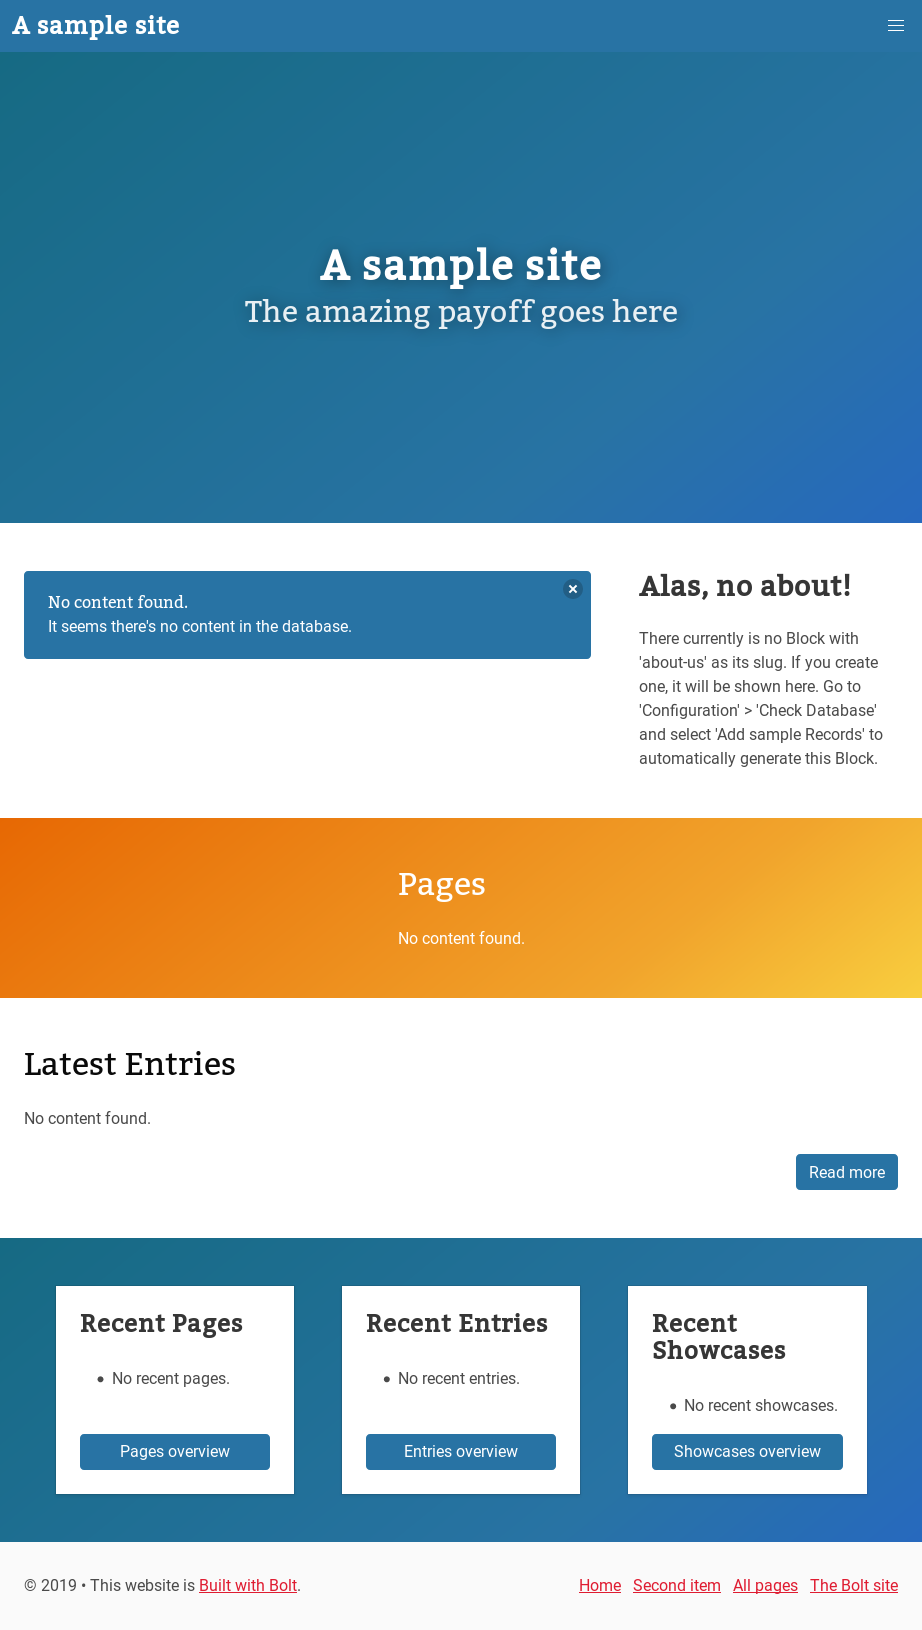 A sample site
A sample site
The amazing payoff goes here
No content found.
It seems there's no content in the database.
Alas, no about!
There currently is no Block with
'about-us' as its slug. If you create
one, it will be shown here. Go to
'Configuration' > 'Check Database'
and select 'Add sample Records' to
automatically generate this Block.
Pages
No content found.
Latest Entries
No content found.
Read more
Recent Pages
• No recent pages.
Pages overview
Recent Entries
• No recent entries.
Entries overview
Recent
Showcases
• No recent showcases.
Showcases overview
© 2019 • This website is Built with Bolt.
Home Second item All pages The Bolt site